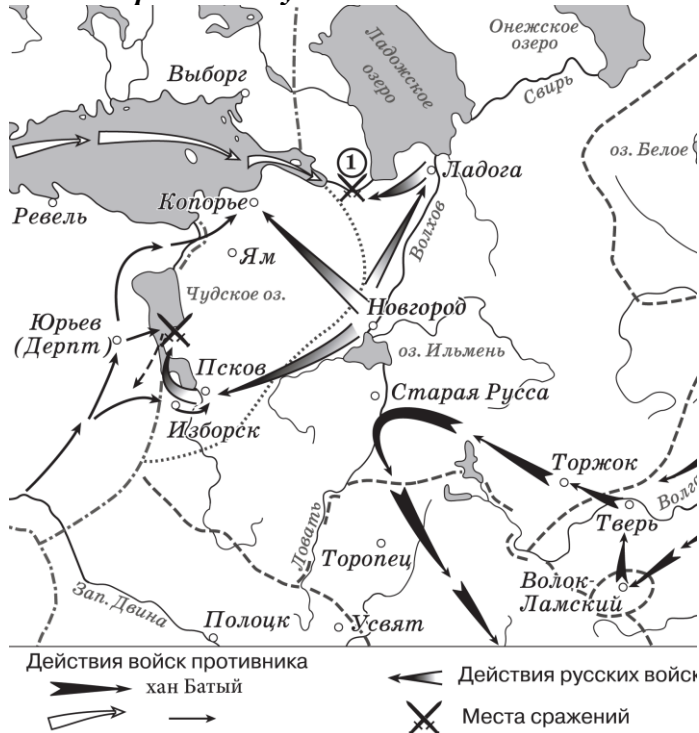 Онежское
озеро
Ладожское
озеро
Выборг
Свирь
оз. Белое
1
Ладога
Ревель
Копорье
Волхов
Ям
Чудское оз.
Новгород
Юрьев
(Дерпт)
оз. Ильмень
Псков
Старая Русса
Изборск
Торжок
Волга
Тверь
Ловать
Торопец
Волок-
Ламский
Зап. Двина
Полоцк
Усвят
Действия войск противника
хан Батый
Действия русских войск
Места сражений